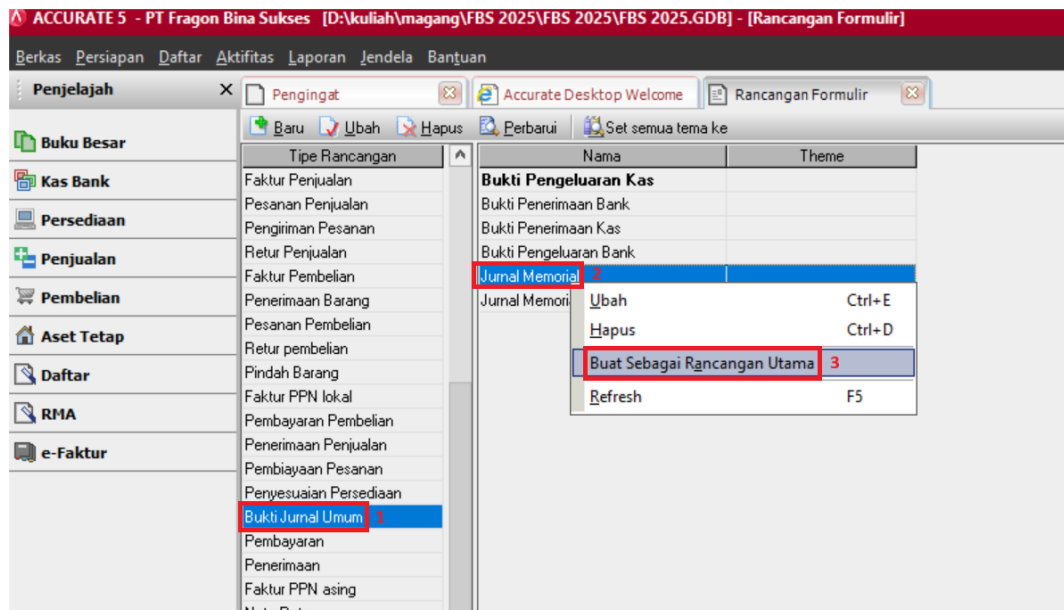 ACCURATE 5 - PT Fragon Bina Sukses [D:\kuliah\magang\FBS 2025\FBS 2025\FBS 2025.GDB] - [Rancangan Formulir]
Berkas Persiapan Daftar Aktifitas Laporan Jendela Bantuan
Penjelajah X
Pengingat
Accurate Desktop Welcome
Rancangan Formulir
Baru Ubah Hapus Perbarui Set semua tema ke
Buku Besar
Kas Bank
Persediaan
Penjualan
Pembelian
Aset Tetap
Daftar
RMA
e-Faktur
Tipe Rancangan
Faktur Penjualan
Pesanan Penjualan
Pengiriman Pesanan
Retur Penjualan
Faktur Pembelian
Penerimaan Barang
Pesanan Pembelian
Retur pembelian
Pindah Barang
Faktur PPN lokal
Pembayaran Pembelian
Penerimaan Penjualan
Pembiayaan Pesanan
Penyesuaian Persediaan
Bukti Jurnal Umum 1
Pembayaran
Penerimaan
Faktur PPN asing
Nama Theme
Bukti Pengeluaran Kas
Bukti Penerimaan Bank
Bukti Penerimaan Kas
Bukti Pengeluaran Bank
Jurnal Memorial 2
Jurnal Memori
Ubah Ctrl+E
Hapus Ctrl+D
Buat Sebagai Rancangan Utama 3
Refresh F5